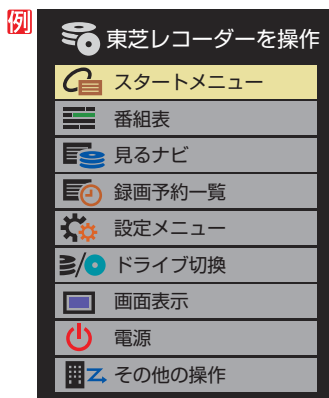 例
東芝レコーダーを操作
スタートメニュー
番組表
見るナビ
録画予約一覧
設定メニュー
ドライブ切換
画面表示
電源
その他の操作